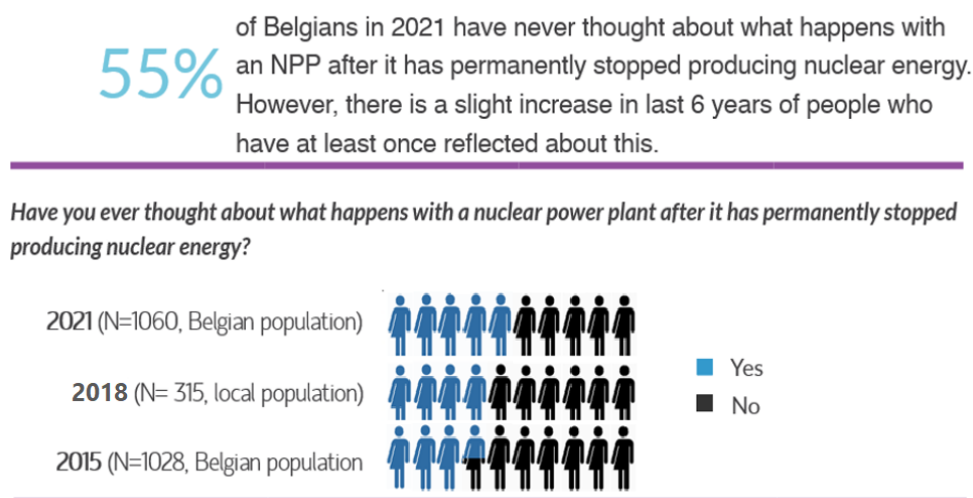 55%
of Belgians in 2021 have never thought about what happens with
an NPP after it has permanently stopped producing nuclear energy.
However, there is a slight increase in last 6 years of people who
have at least once reflected about this.
Have you ever thought about what happens with a nuclear power plant after it has permanently stopped
producing nuclear energy?
2021 (N=1060, Belgian population)
2018 (N= 315, local population)
2015 (N=1028, Belgian population
Yes
No